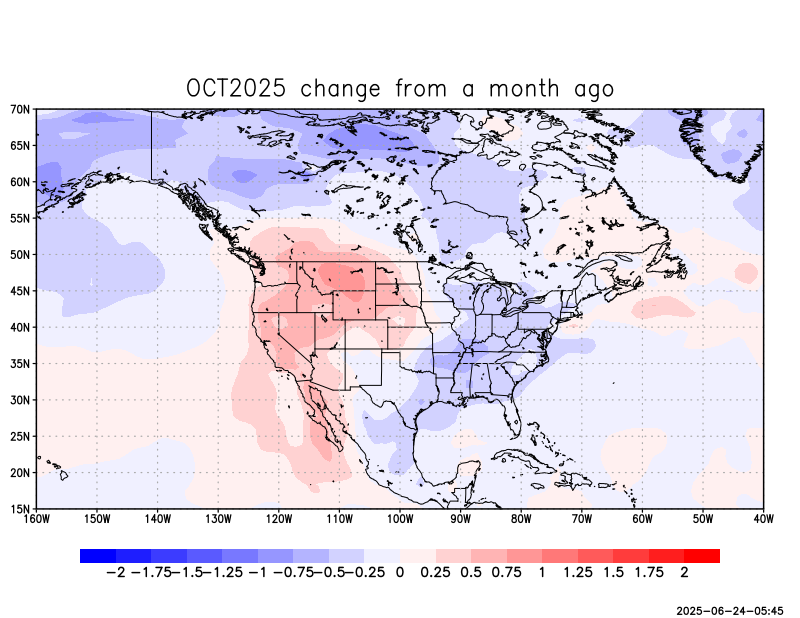 OCT2025 change from a month ago
70N
65N
60N
55N
50N
45N
40N
35N
30N
25N
20N
15N
160W 150W 140W 130W 120W 110W 100W 90W 80W 70W 60W 50W 40W
−2 −1.75 −1.5 −1.25 −1 −0.75 −0.5 −0.25 0 0.25 0.5 0.75 1 1.25 1.5 1.75 2
2025−06−24−05:45